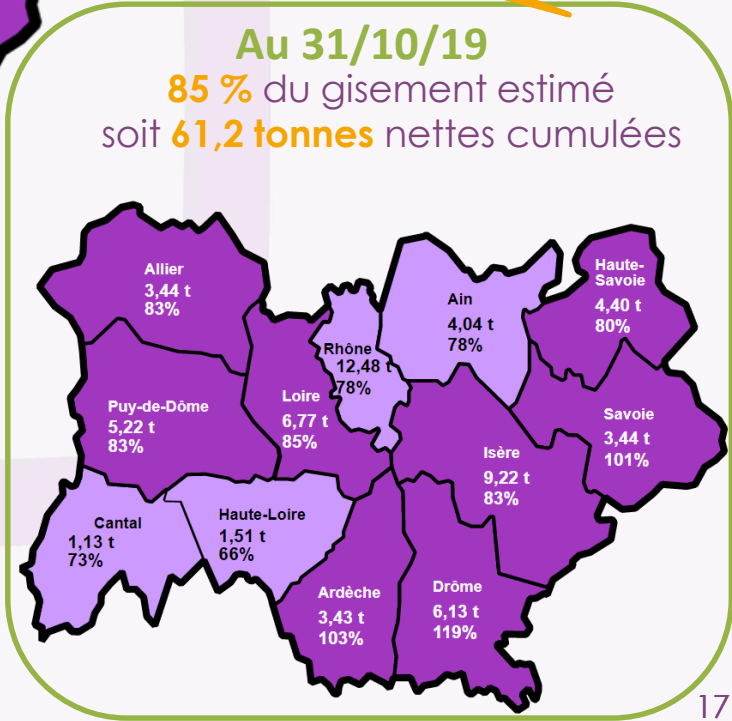 Au 31/10/19
85 % du gisement estimé
soit 61,2 tonnes nettes cumulées
Allier
3,44 t
83%
Ain
4,04 t
78%
Haute-
Savoie
4,40 t
80%
Rhône
12,48 t
78%
Puy-de-Dôme
5,22 t
83%
Loire
6,77 t
85%
Savoie
3,44 t
101%
Isère
9,22 t
83%
Cantal
1,13 t
73%
Haute-Loire
1,51 t
66%
Ardèche
3,43 t
103%
Drôme
6,13 t
119%
17